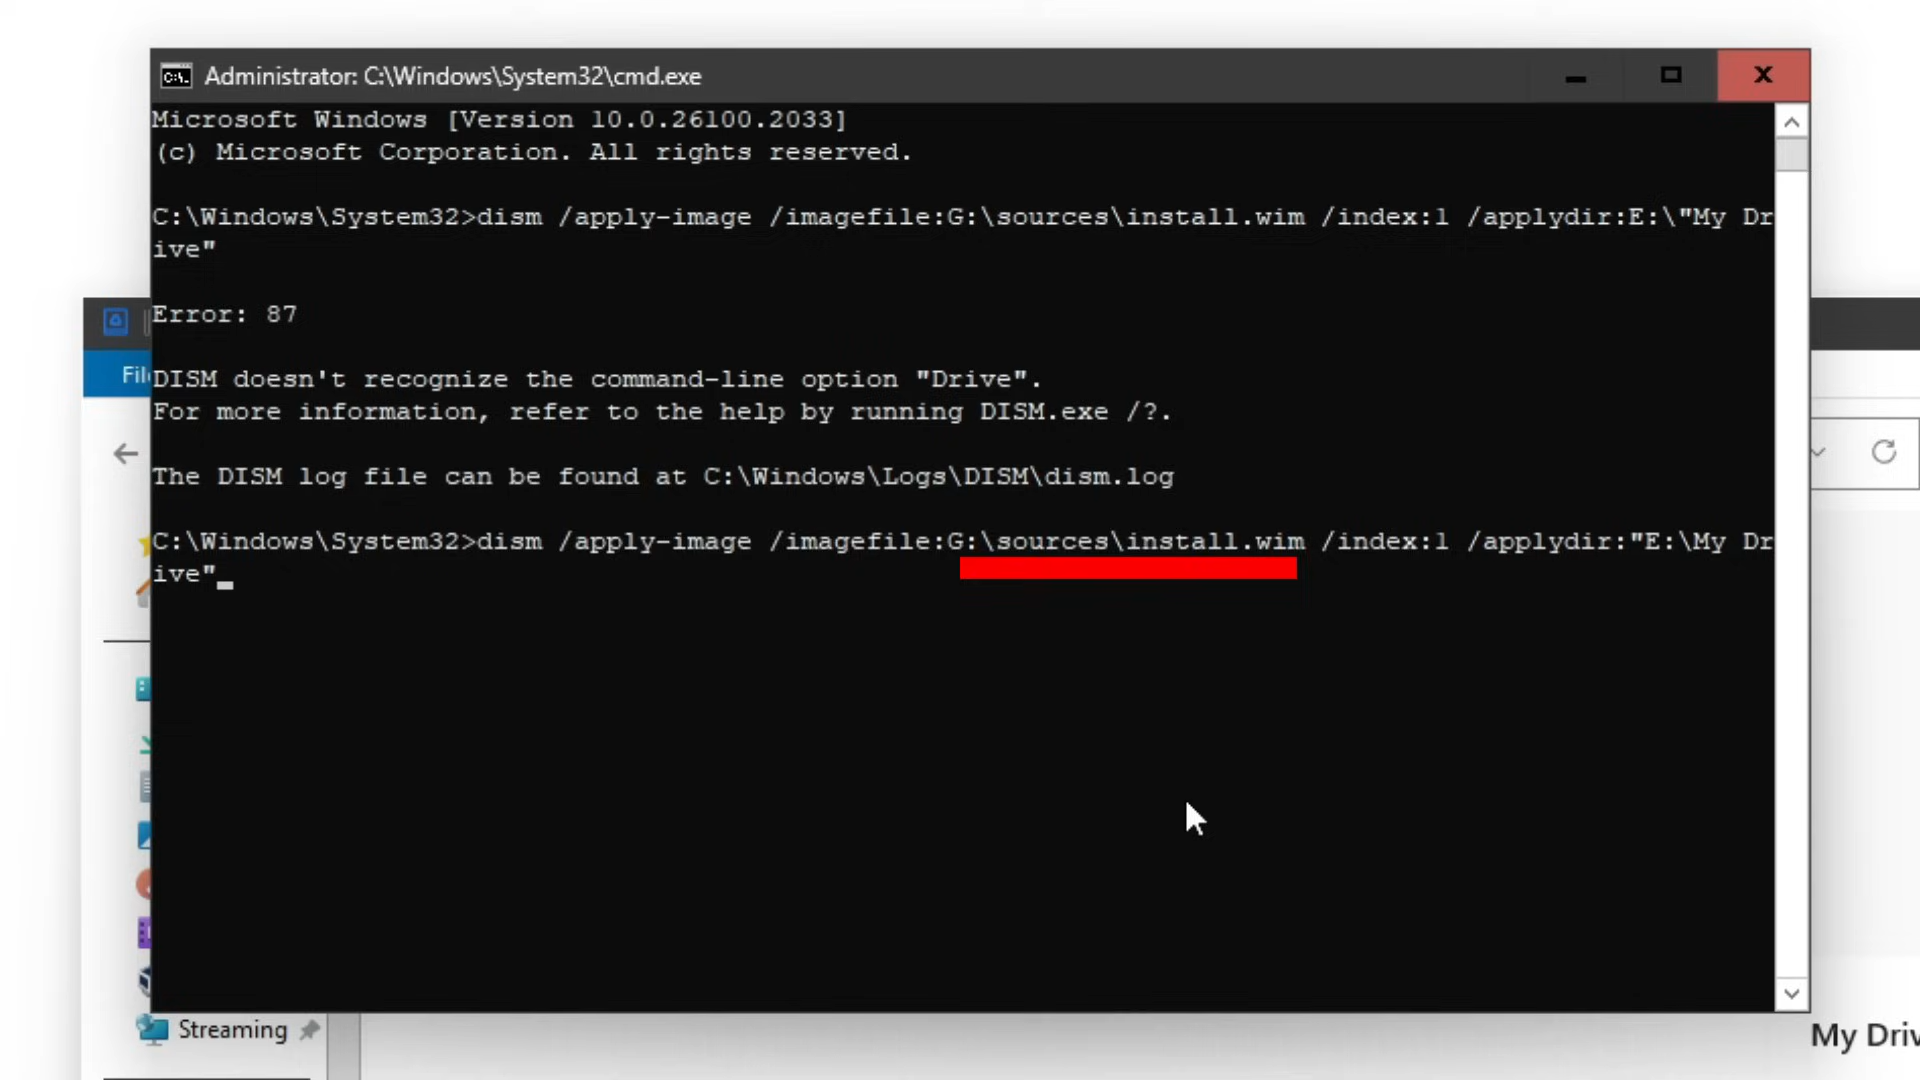 Administrator: C:\Windows\System32\cmd.exe
Microsoft Windows [Version 10.0.26100.2033]
(c) Microsoft Corporation. All rights reserved.
C:\Windows\System32>dism /apply-image /imagefile:G:\sources\install.wim /index:1 /applydir:E:\"My Dr
ive"
Error: 87
DISM doesn't recognize the command-line option "Drive".
For more information, refer to the help by running DISM.exe /?.
The DISM log file can be found at C:\Windows\Logs\DISM\dism.log
C:\Windows\System32>dism /apply-image /imagefile:G:\sources\install.wim /index:1 /applydir:"E:\My Dr
ive"
Streaming
My